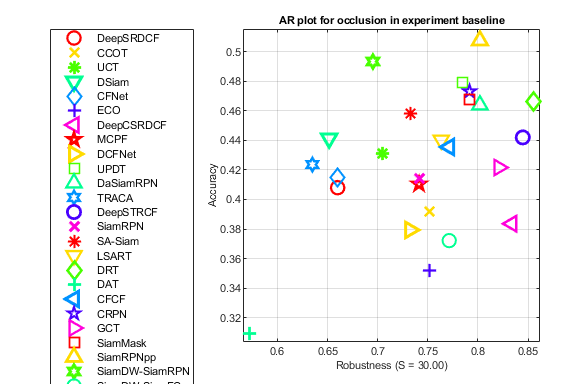 AR plot for occlusion in experiment baseline
DeepSRDCF
CCOT
UCT
DSiam
CFNet
ECO
DeepCSRDCF
MCPF
DCFNet
UPDT
DaSiamRPN
TRACA
DeepSTRCF
SiamRPN
SA-Siam
LSART
DRT
DAT
CFCF
CRPN
GCT
SiamMask
SiamRPNpp
SiamDW-SiamRPN
SiamDW-SiamFC
Accuracy
0.5
0.48
0.46
0.44
0.42
0.4
0.38
0.36
0.34
0.32
0.6
0.65
0.7
0.75
0.8
0.85
Robustness (S = 30.00)